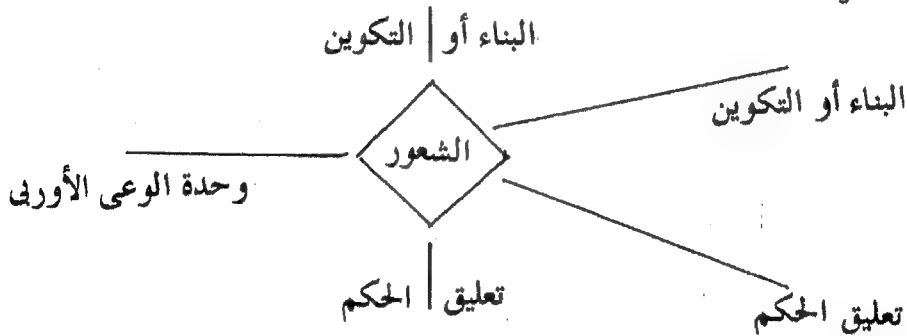 البناء أو التكوين
البناء أو التكوين
الشعور
وحدة الوعى الأوربى
تعليق الحكم
تعليق الحكم